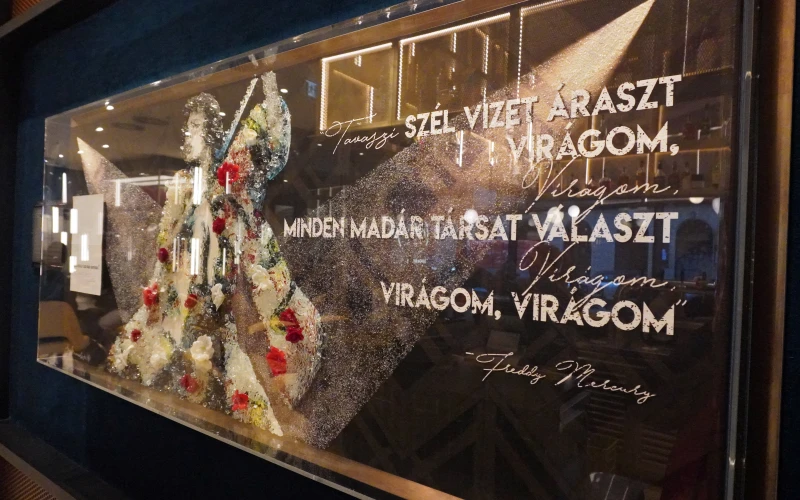 Tavaszi SZÉL VIZET ÁRASZT
VIRÁGOM,
Virágom,
MINDEN MADÁR TÁRSAT VÁLASZT
Virágom,
VIRÁGOM, VIRÁGOM"
- Freddy Mercury